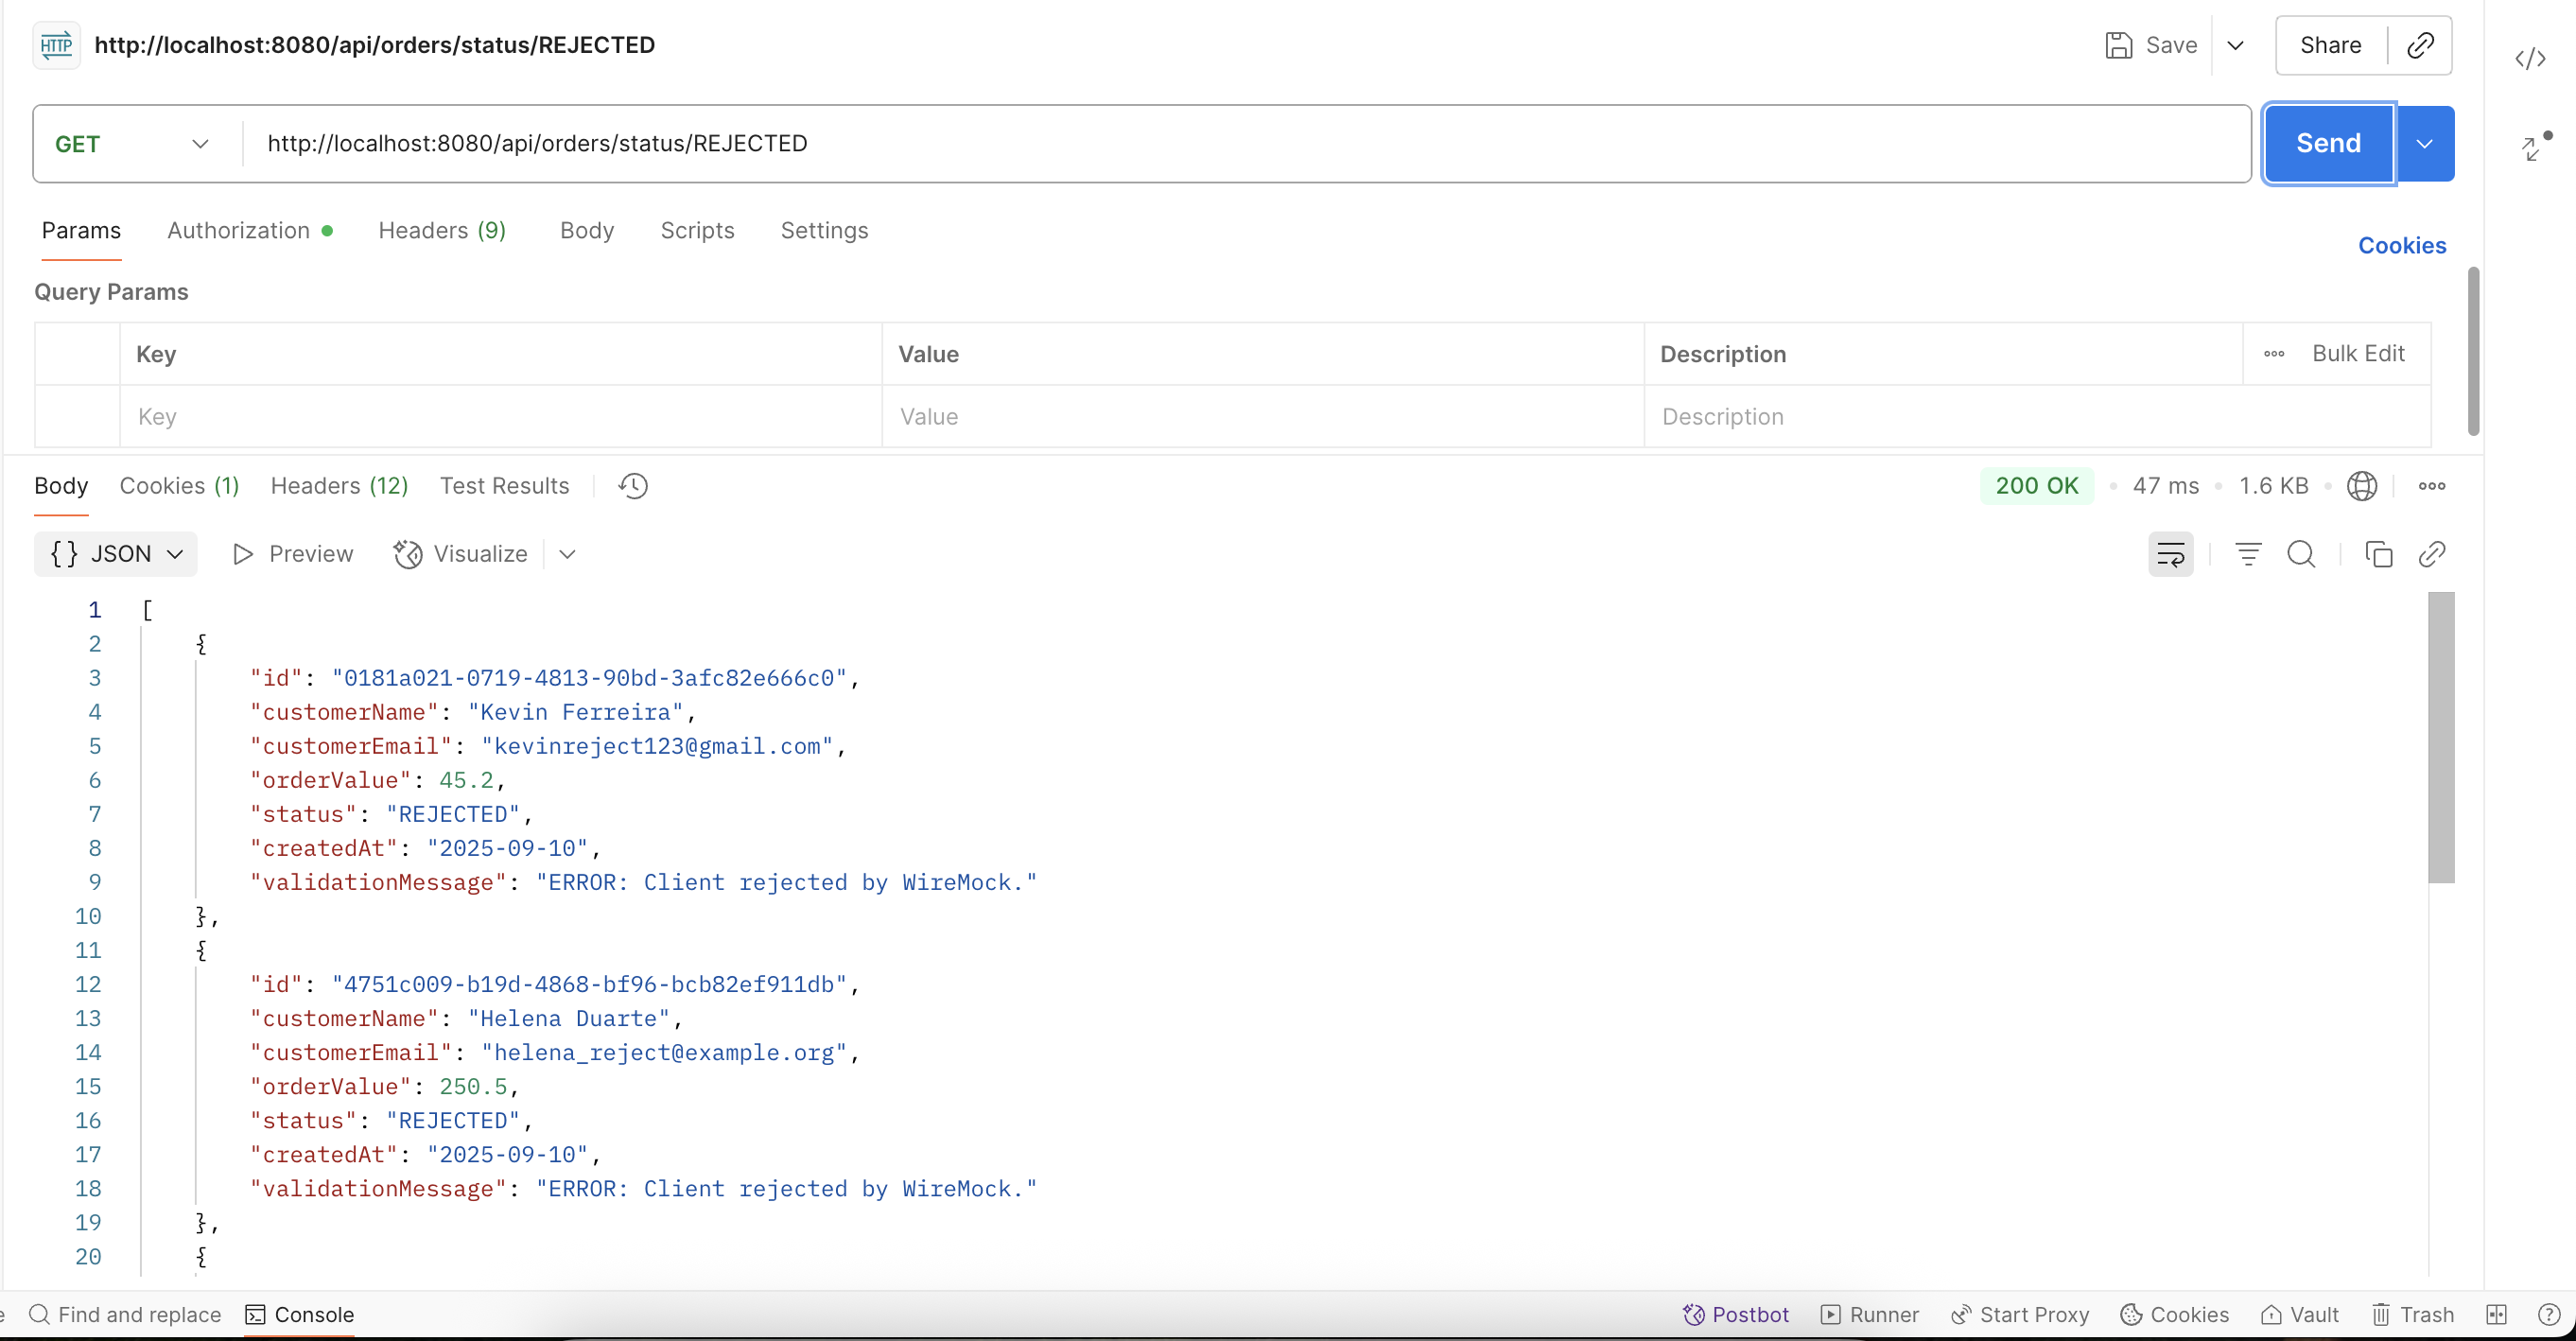 HTTP http://localhost:8080/api/orders/status/REJECTED Save Share
GET http://localhost:8080/api/orders/status/REJECTED Send
Params Authorization Headers (9) Body Scripts Settings Cookies
Query Params
Key Value Description Bulk Edit
Key Value Description
Body Cookies (1) Headers (12) Test Results 200 OK 47 ms 1.6 KB
{} JSON Preview Visualize
1 [
2 {
3 "id": "0181a021-0719-4813-90bd-3afc82e666c0",
4 "customerName": "Kevin Ferreira",
5 "customerEmail": "kevinreject123@gmail.com",
6 "orderValue": 45.2,
7 "status": "REJECTED",
8 "createdAt": "2025-09-10",
9 "validationMessage": "ERROR: Client rejected by WireMock."
10 },
11 {
12 "id": "4751c009-b19d-4868-bf96-bcb82ef911db",
13 "customerName": "Helena Duarte",
14 "customerEmail": "helena_reject@example.org",
15 "orderValue": 250.5,
16 "status": "REJECTED",
17 "createdAt": "2025-09-10",
18 "validationMessage": "ERROR: Client rejected by WireMock."
19 },
20 {
Find and replace Console Postbot Runner Start Proxy Cookies Vault Trash